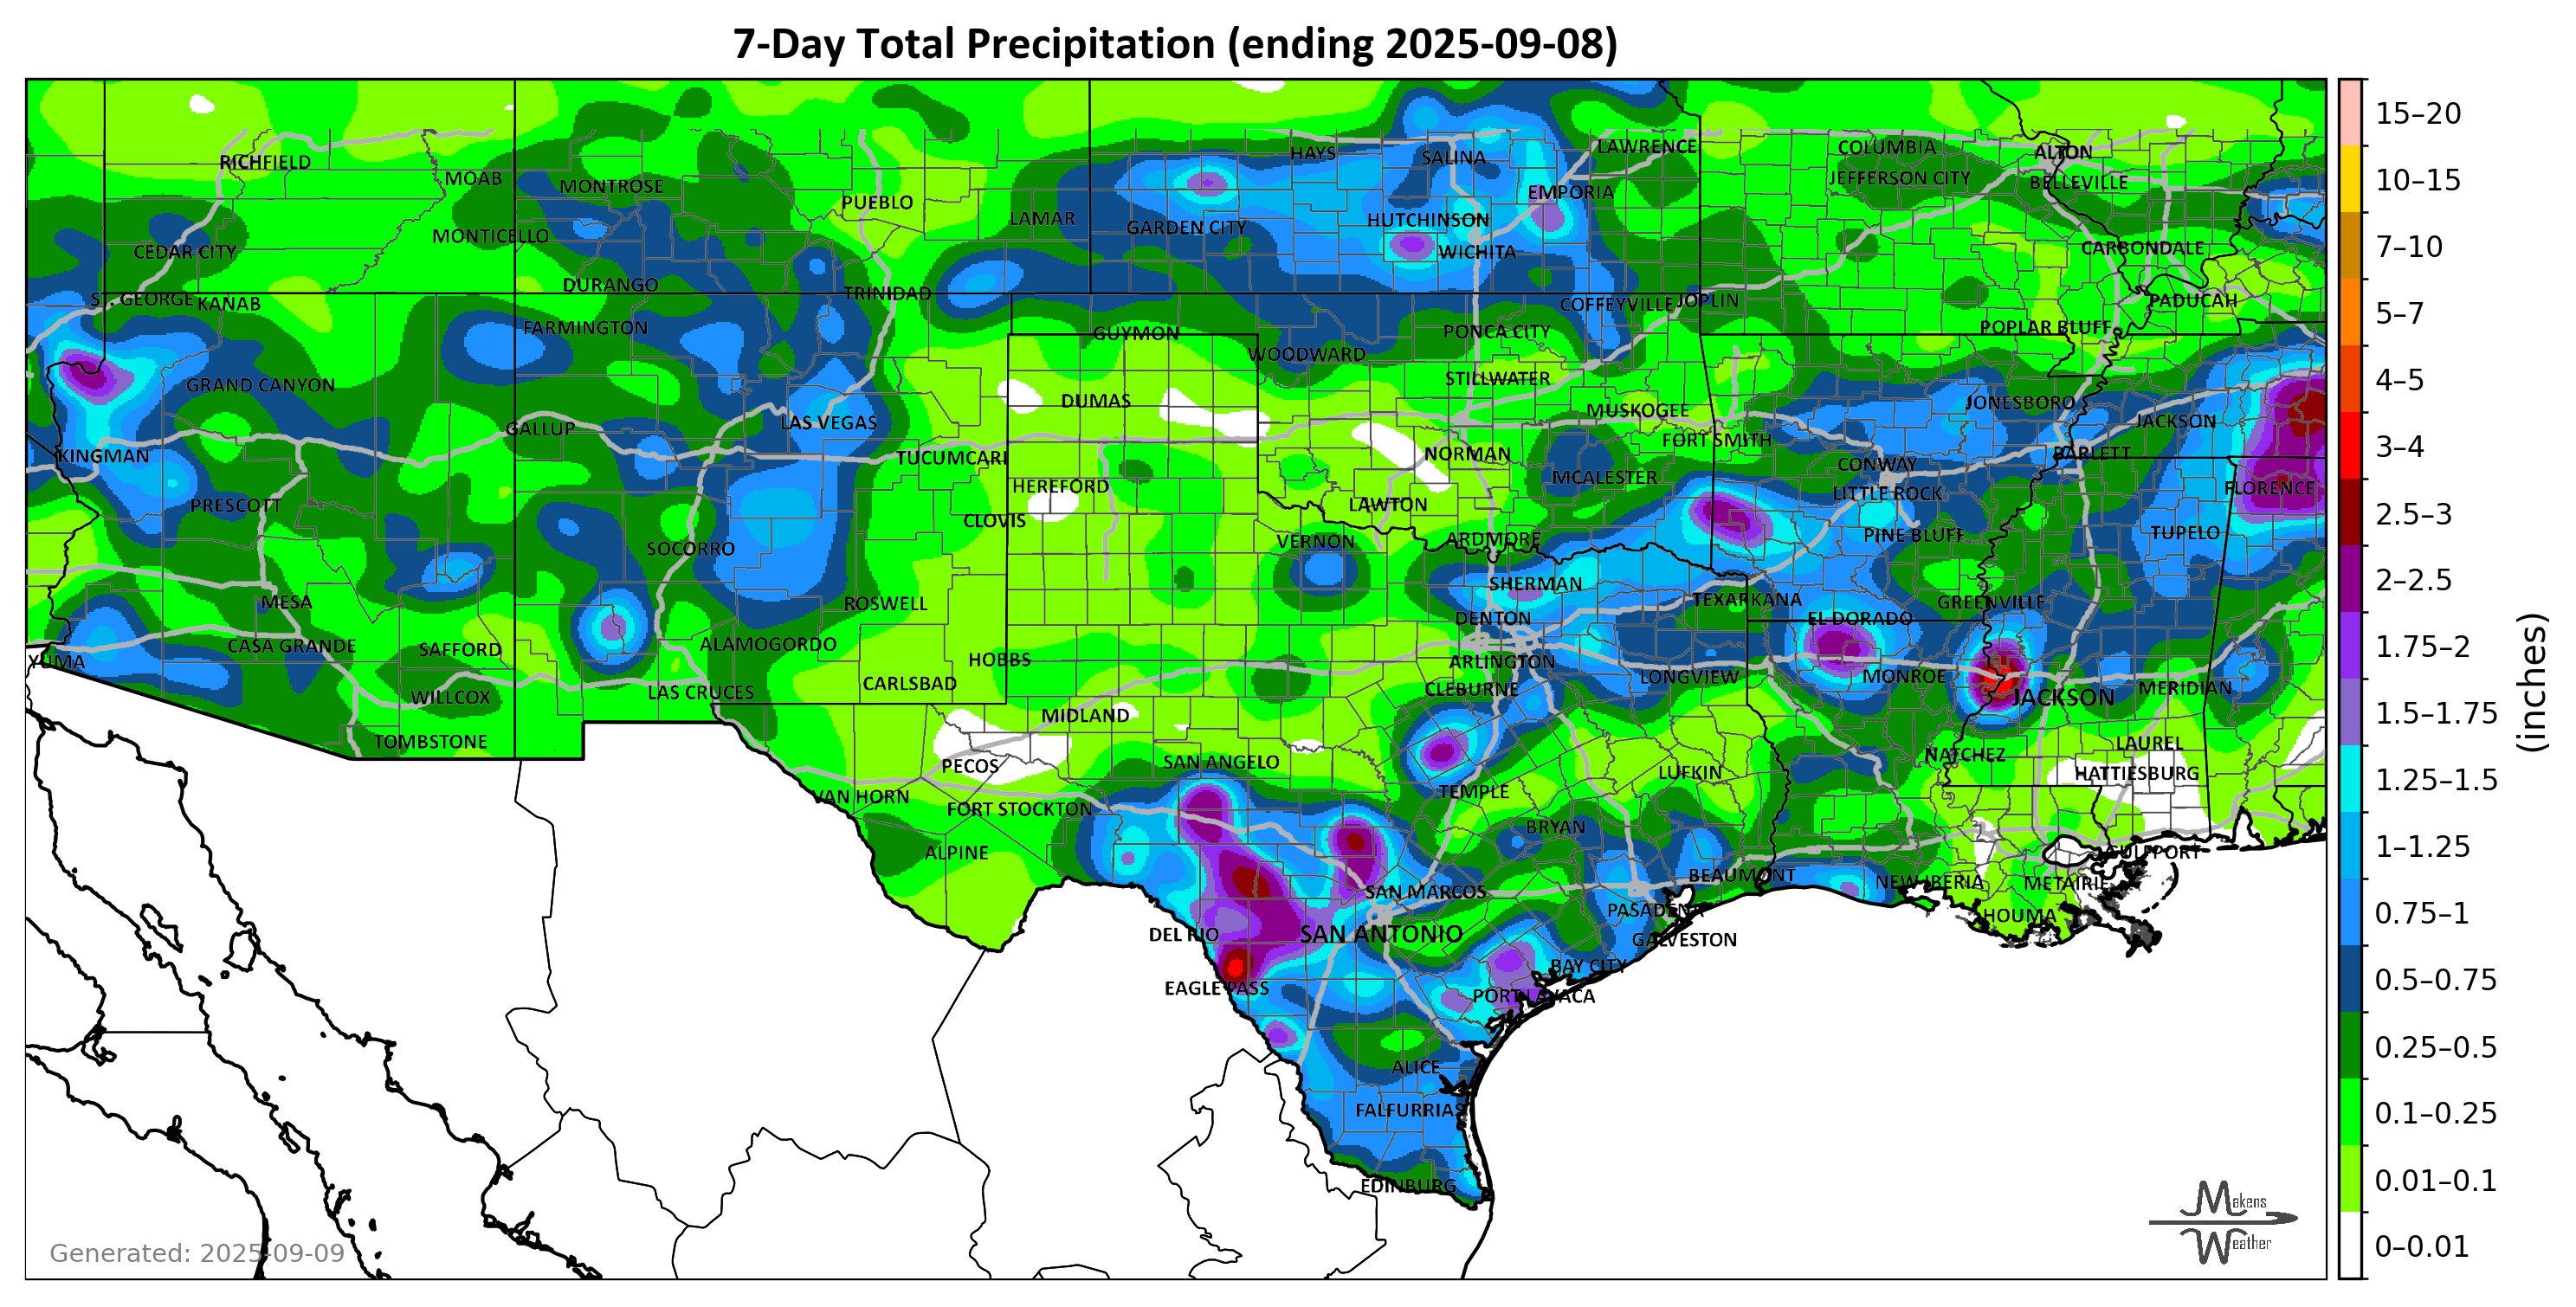 7-Day Total Precipitation (ending 2025-09-08)
RICHFIELD
MOAB
MONTROSE
PUEBLO
LAMAR
HAYS
SALINA
LAWRENCE
COLUMBIA
ALTON
JEFFERSON CITY
BELLEVILLE
EMPORIA
GARDEN CITY
HUTCHINSON
WICHITA
MONTICELLO
CEDAR CITY
CARBONDALE
DURANGO
TRINIDAD
ST. GEORGE
KANAB
COFFEYVILLE
JOPLIN
PADUCAH
FARMINGTON
GUYMON
PONCA CITY
POPLAR BLUFF
WOODWARD
GRAND CANYON
STILLWATER
DUMAS
MUSKOGEE
JONESBORO
JACKSON
GALLUP
LAS VEGAS
FORT SMITH
KINGMAN
TUCUMCARI
NORMAN
BARLETT
CONWAY
MCALESTER
HEREFORD
LITTLE ROCK
FLORENCE
PRESCOTT
LAWTON
CLOVIS
TUPELO
PINE BLUFF
VERNON
ARDMORE
SOCORRO
SHERMAN
MESA
ROSWELL
TEXARKANA
GREENVILLE
DENTON
EL DORADO
CASA GRANDE
SAFFORD
ALAMOGORDO
YUMA
HOBBS
ARLINGTON
LONGVIEW
MONROE
CARLSBAD
CLEBURNE
MERIDIAN
WILLCOX
LAS CRUCES
JACKSON
MIDLAND
TOMBSTONE
LAUREL
NATCHEZ
PECOS
SAN ANGELO
LUFKIN
HATTIESBURG
VAN HORN
FORT STOCKTON
TEMPLE
BRYAN
ALPINE
GULFPORT
BEAUMONT
NEW IBERIA
METAIRIE
SAN MARCOS
PASADENA
HOUMA
DEL RIO
SAN ANTONIO
GALVESTON
BAY CITY
EAGLE PASS
PORT LAVACA
ALICE
FALFURRIAS
EDINBURG
Generated: 2025-09-09
Makens
Weather
15–20
10–15
7–10
5–7
4–5
3–4
2.5–3
2–2.5
1.75–2
1.5–1.75
1.25–1.5
1–1.25
0.75–1
0.5–0.75
0.25–0.5
0.1–0.25
0.01–0.1
0–0.01
(inches)